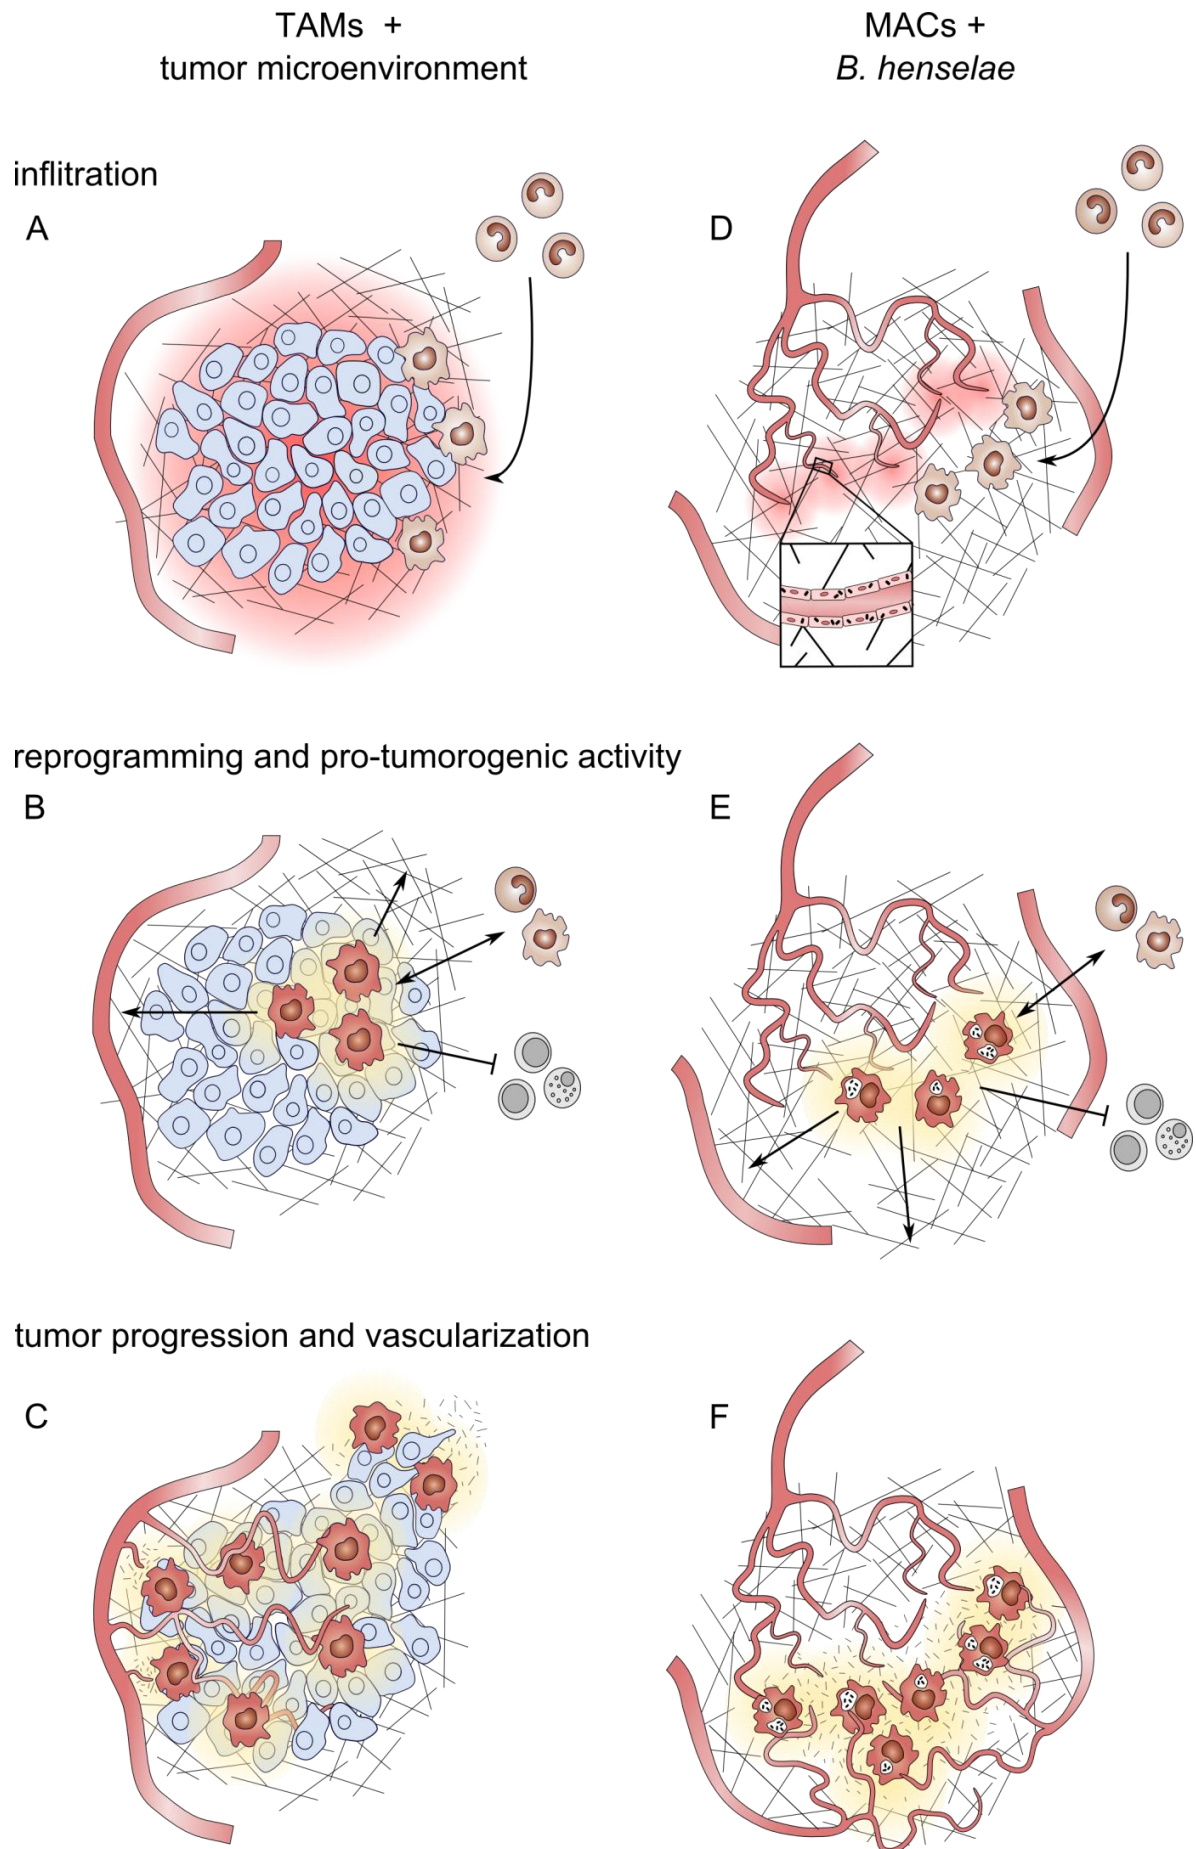 TAMs +
tumor microenvironment
MACs +
B. henselae
inflitration
A
D
reprogramming and pro-tumorogenic activity
B
E
tumor progression and vascularization
C
F